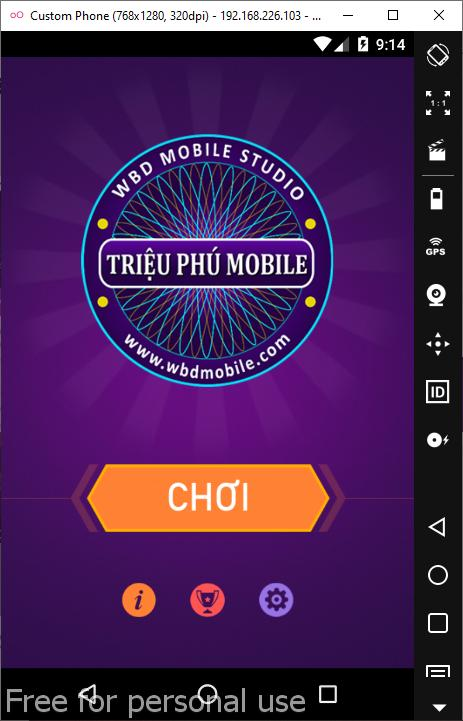 Custom Phone (768x1280, 320dpi) - 192.168.226.103 - ...
9:14
1 : 1
WBD MOBILE STUDIO
TRIỆU PHÚ MOBILE
www.wbdmobile.com
GPS
ID
CHƠI
i
Free for personal use